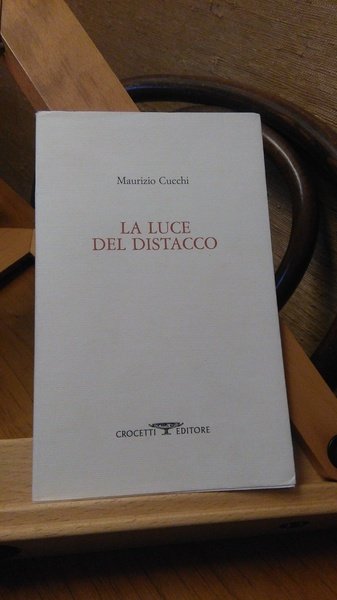 Maurizio Cucchi
LA LUCE
DEL DISTACCO
CROCETTI EDITORE